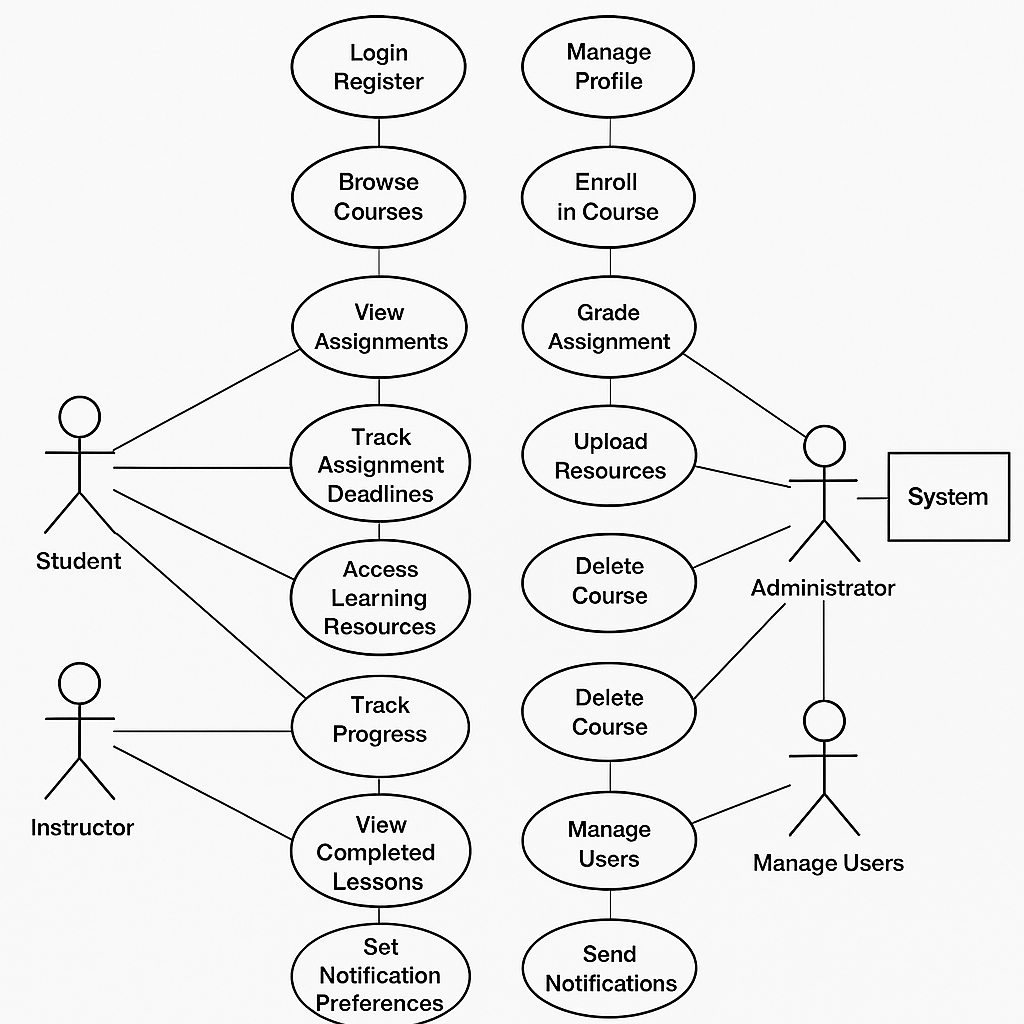 Login
Register
Manage
Profile
Browse
Courses
Enroll
in Course
View
Assignments
Grade
Assignment
Track
Assignment
Deadlines
Upload
Resources
System
Student
Access
Learning
Resources
Delete
Course
Administrator
Track
Progress
Delete
Course
Instructor
View
Completed
Lessons
Manage
Users
Manage Users
Set
Notification
Preferences
Send
Notifications